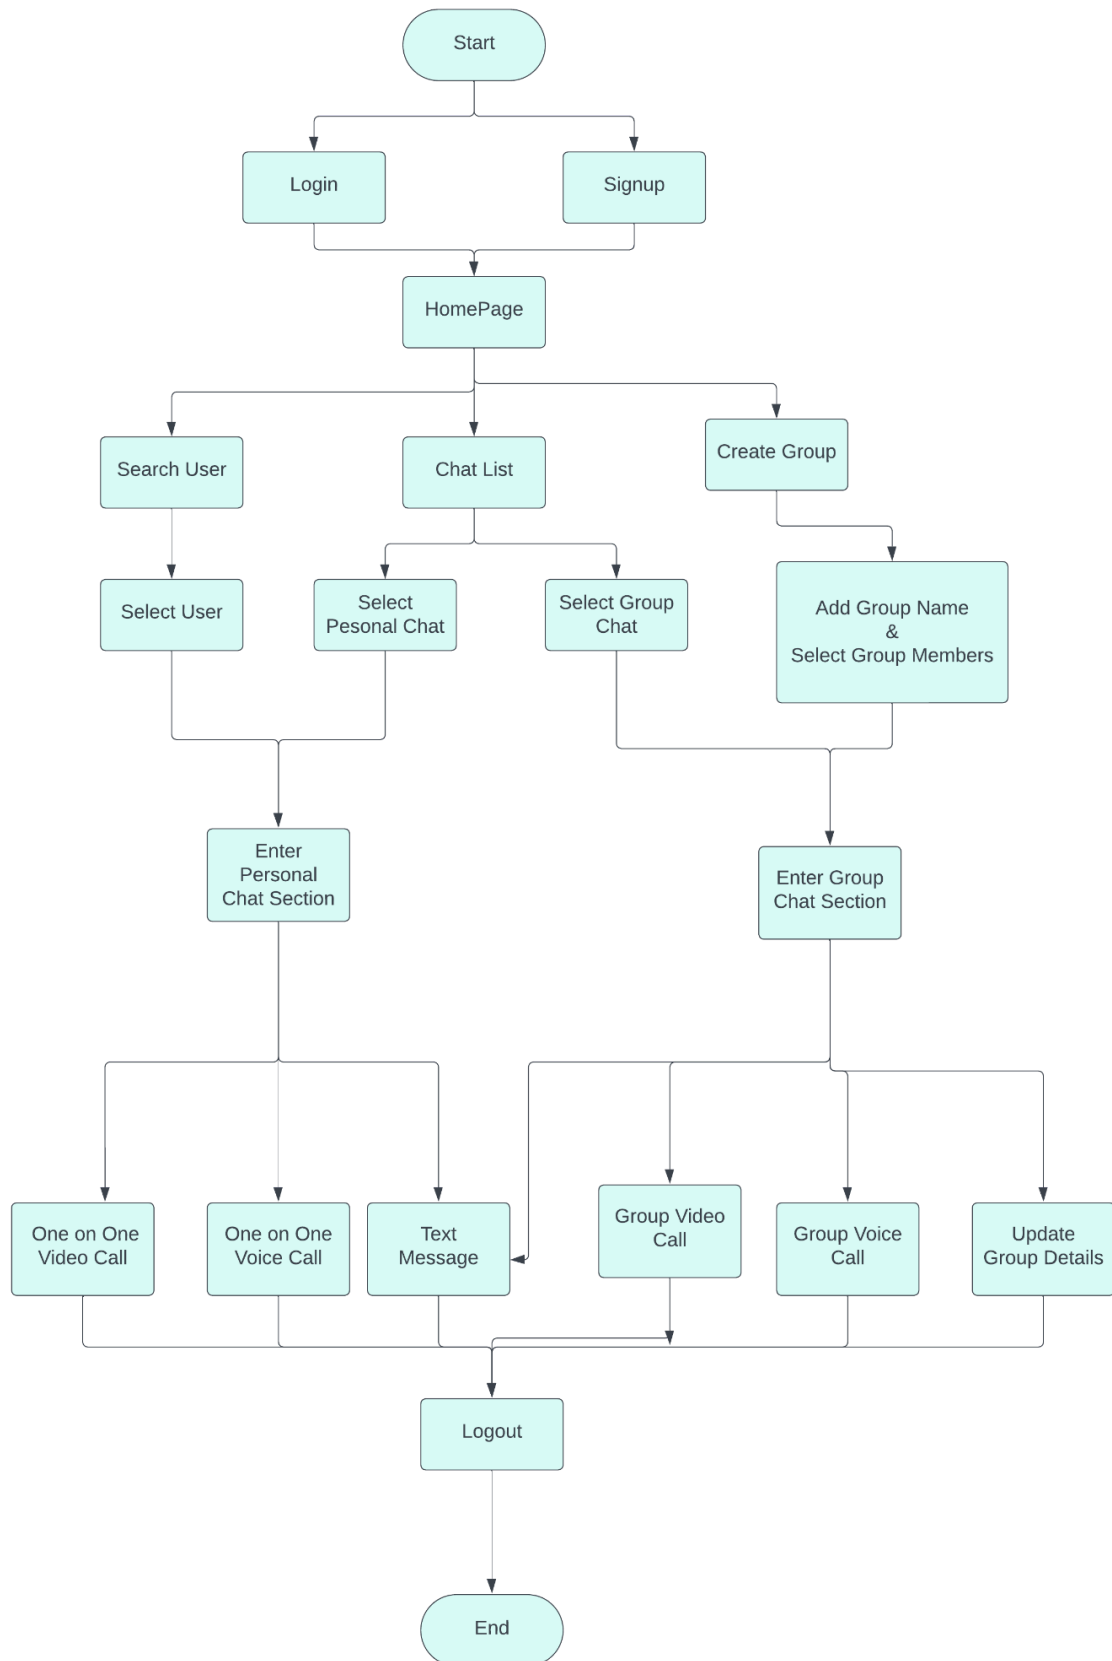 Start
Login
Signup
HomePage
Search User
Chat List
Create Group
Select User
Select
Pesonal Chat
Select Group
Chat
Add Group Name
&
Select Group Members
Enter
Personal
Chat Section
Enter Group
Chat Section
One on One
Video Call
One on One
Voice Call
Text
Message
Group Video
Call
Group Voice
Call
Update
Group Details
Logout
End